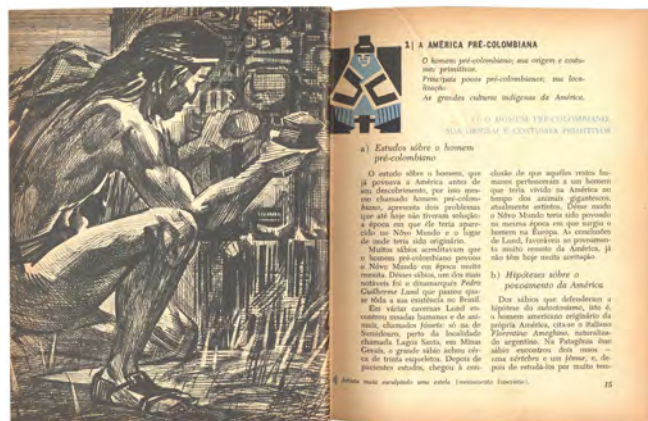 1| A AMÉRICA PRÉ-COLOMBIANA
O homem pré-colombiano; sua origem e costu-
mes primitivos.
Principais povos pré-colombianos; sua loca-
lização.
As grandes culturas indígenas da América.
1) O HOMEM PRÉ-COLOMBIANO:
SUA ORIGEM E COSTUMES PRIMITIVOS
a) Estudos sôbre o homem
pré-colombiano
O estudo sôbre o homem, que
já povoava a América antes de
seu descobrimento, por isso mes-
mo chamado homem pré-colom-
biano, apresenta dois problemas
que até hoje não tiveram solução:
a época em que êle teria apare-
cido no Nôvo Mundo e o lugar
de onde teria sido originário.
Muitos sábios acreditavam que
o homem pré-colombiano povoou
o Nôvo Mundo em época muito
remota. Dêsses sábios, um dos mais
notáveis foi o dinamarquês Pedro
Guilherme Lund que passou qua-
se tôda a sua existência no Brasil.
Em várias cavernas Lund en-
controu ossadas humanas e de ani-
mais, chamados fósseis: só na de
Sumidouro, perto da localidade
chamada Lagoa Santa, em Minas
Gerais, o grande sábio achou cêr-
ca de trinta esqueletos. Depois de
pacientes estudos, chegou à con-
clusão de que aquêles restos hu-
manos pertenceram a um homem
que teria vivido na América no
tempo dos animais gigantescos,
atualmente extintos. Dêsse modo
o Nôvo Mundo teria sido povoado
na mesma época em que surgiu o
homem na Europa. As conclusões
de Lund, favoráveis ao povoamen-
to muito remoto da América, já
não têm hoje muita aceitação.
b) Hipóteses sôbre o
povoamento da América
Dos sábios que defenderam a
hipótese do autoctonismo, isto é,
o homem americano originário da
própria América, cita-se o italiano
Florentino Ameghino, naturaliza-
do argentino. Na Patagônia êsse
sábio encontrou dois ossos —
uma vértebra e um fêmur, e, de-
pois de estudá-los por muito tem-
Artista maia esculpindo uma estela (monumento funerário).
15